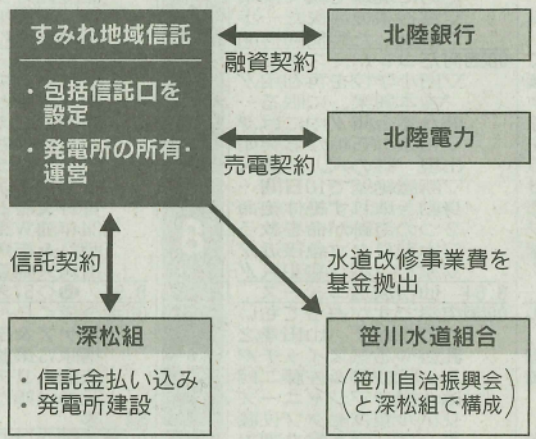 すみれ地域信託
・包括信託口を
設定
・発電所の所有・
運営
融資契約
北陸銀行
売電契約
北陸電力
信託契約
水道改修事業費を
基金拠出
深松組
・信託金払い込み
・発電所建設
笹川水道組合
(笹川自治振興会
と深松組で構成)